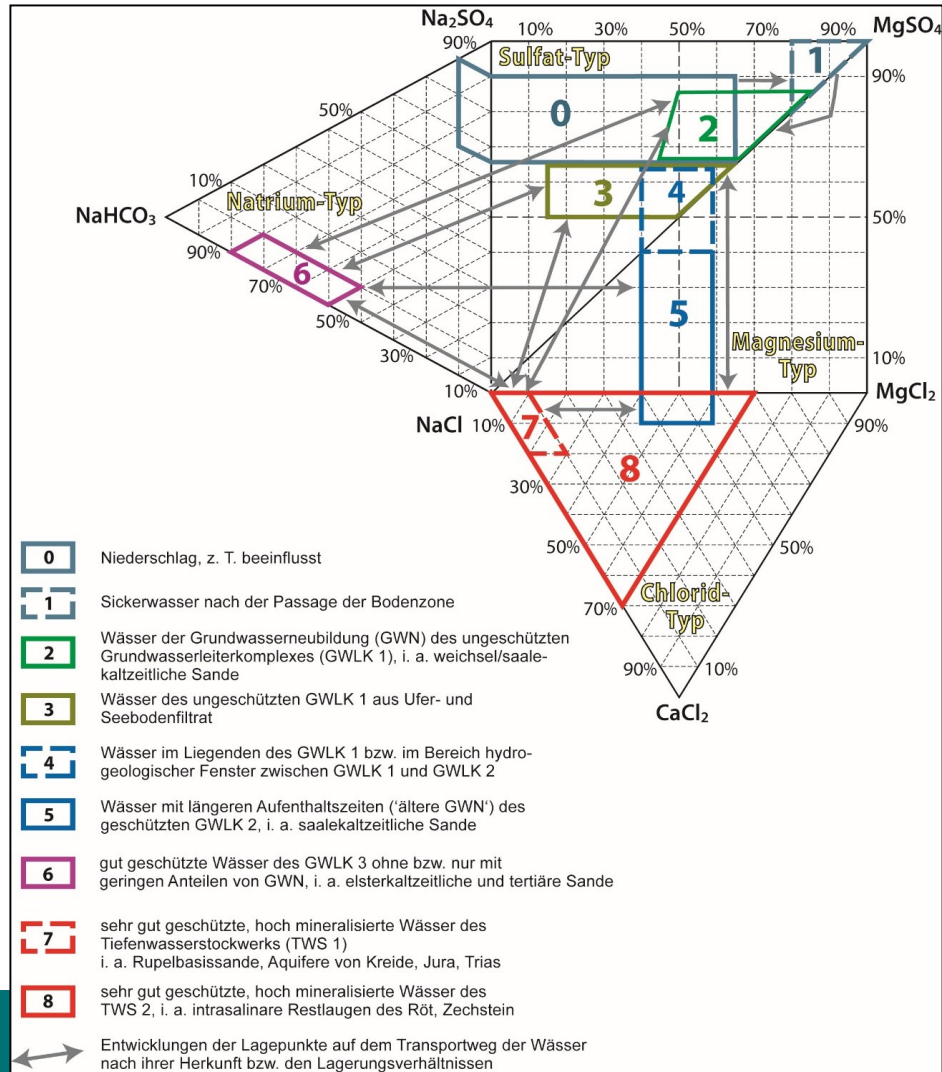 Na₂SO₄ 10% 30% 50% 70% MgSO₄
90% Sulfat-Typ 1
90%
50% 0 2
10% Natrium-Typ 3 4
NaHCO₃ 50%
90% 6
70% 5
50% Magnesium-
30% Typ 10%
10% MgCl₂
NaCl 10% 7 90%
8
30%
50% 50%
Chlorid-
70% Typ
90% 10%
CaCl₂
0 Niederschlag, z. T. beeinflusst
1 Sickerwasser nach der Passage der Bodenzone
2 Wässer der Grundwasserneubildung (GWN) des ungeschützten
Grundwasserleiterkomplexes (GWLK 1), i. a. weichsel/saale-
kaltzeitliche Sande
3 Wässer des ungeschützten GWLK 1 aus Ufer- und
Seebodenfiltrat
4 Wässer im Liegenden des GWLK 1 bzw. im Bereich hydro-
geologischer Fenster zwischen GWLK 1 und GWLK 2
5 Wässer mit längeren Aufenthaltszeiten (‘ältere GWN‘) des
geschützten GWLK 2, i. a. saalekaltzeitliche Sande
6 gut geschützte Wässer des GWLK 3 ohne bzw. nur mit
geringen Anteilen von GWN, i. a. elsterkaltzeitliche und tertiäre Sande
7 sehr gut geschützte, hoch mineralisierte Wässer des
Tiefenwasserstockwerks (TWS 1)
i. a. Rupelbasissande, Aquifere von Kreide, Jura, Trias
8 sehr gut geschützte, hoch mineralisierte Wässer des
TWS 2, i. a. intrasalinare Restlaugen des Röt, Zechstein
Entwicklungen der Lagepunkte auf dem Transportweg der Wässer
nach ihrer Herkunft bzw. den Lagerungsverhältnissen